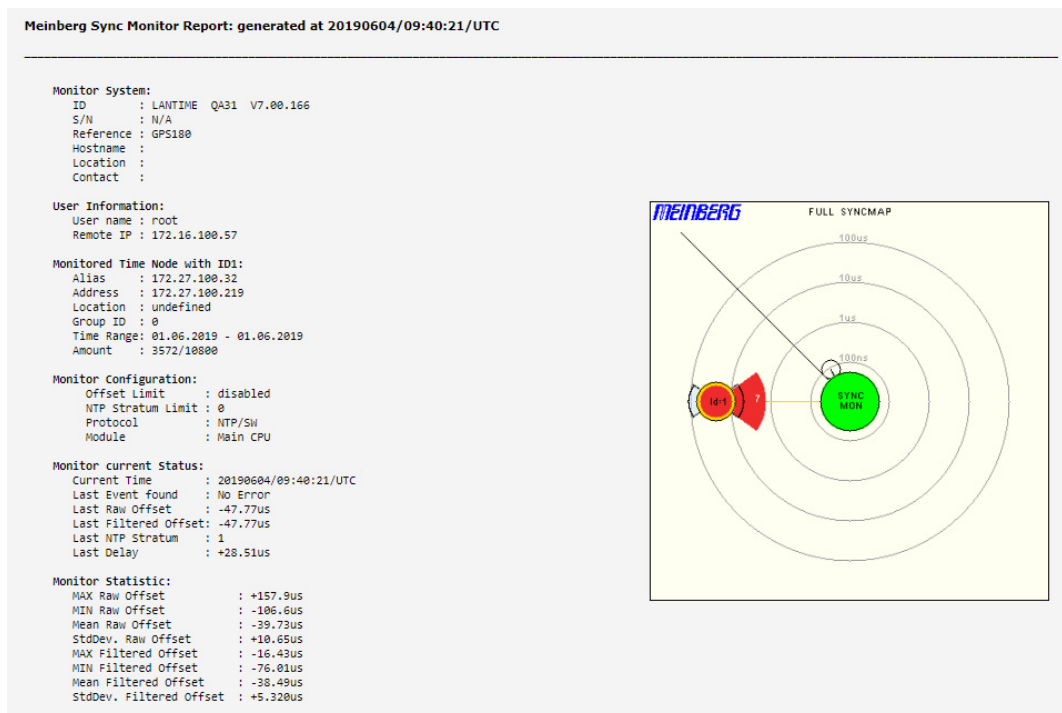 Meinberg Sync Monitor Report: generated at 20190604/09:40:21/UTC
Monitor System:
ID : LANTIME QA31 V7.00.166
S/N : N/A
Reference : GPS180
Hostname :
Location :
Contact :
User Information:
User name : root
Remote IP : 172.16.100.57
Monitored Time Node with ID1:
Alias : 172.27.100.32
Address : 172.27.100.219
Location : undefined
Group ID : 0
Time Range: 01.06.2019 - 01.06.2019
Amount : 3572/10800
Monitor Configuration:
Offset Limit : disabled
NTP Stratum Limit : 0
Protocol : NTP/SW
Module : Main CPU
Monitor current Status:
Current Time : 20190604/09:40:21/UTC
Last Event found : No Error
Last Raw Offset : -47.77us
Last Filtered Offset: -47.77us
Last NTP Stratum : 1
Last Delay : +28.51us
Monitor Statistic:
MAX Raw Offset : +157.9us
MIN Raw Offset : -106.6us
Mean Raw Offset : -39.73us
StdDev. Raw Offset : +10.65us
MAX Filtered Offset : -16.43us
MIN Filtered Offset : -76.01us
Mean Filtered Offset : -38.49us
StdDev. Filtered Offset : +5.320us
MEINBERG
FULL SYNCMAP
100us
10us
1us
100ns
Id:1
7
SYNC
MON